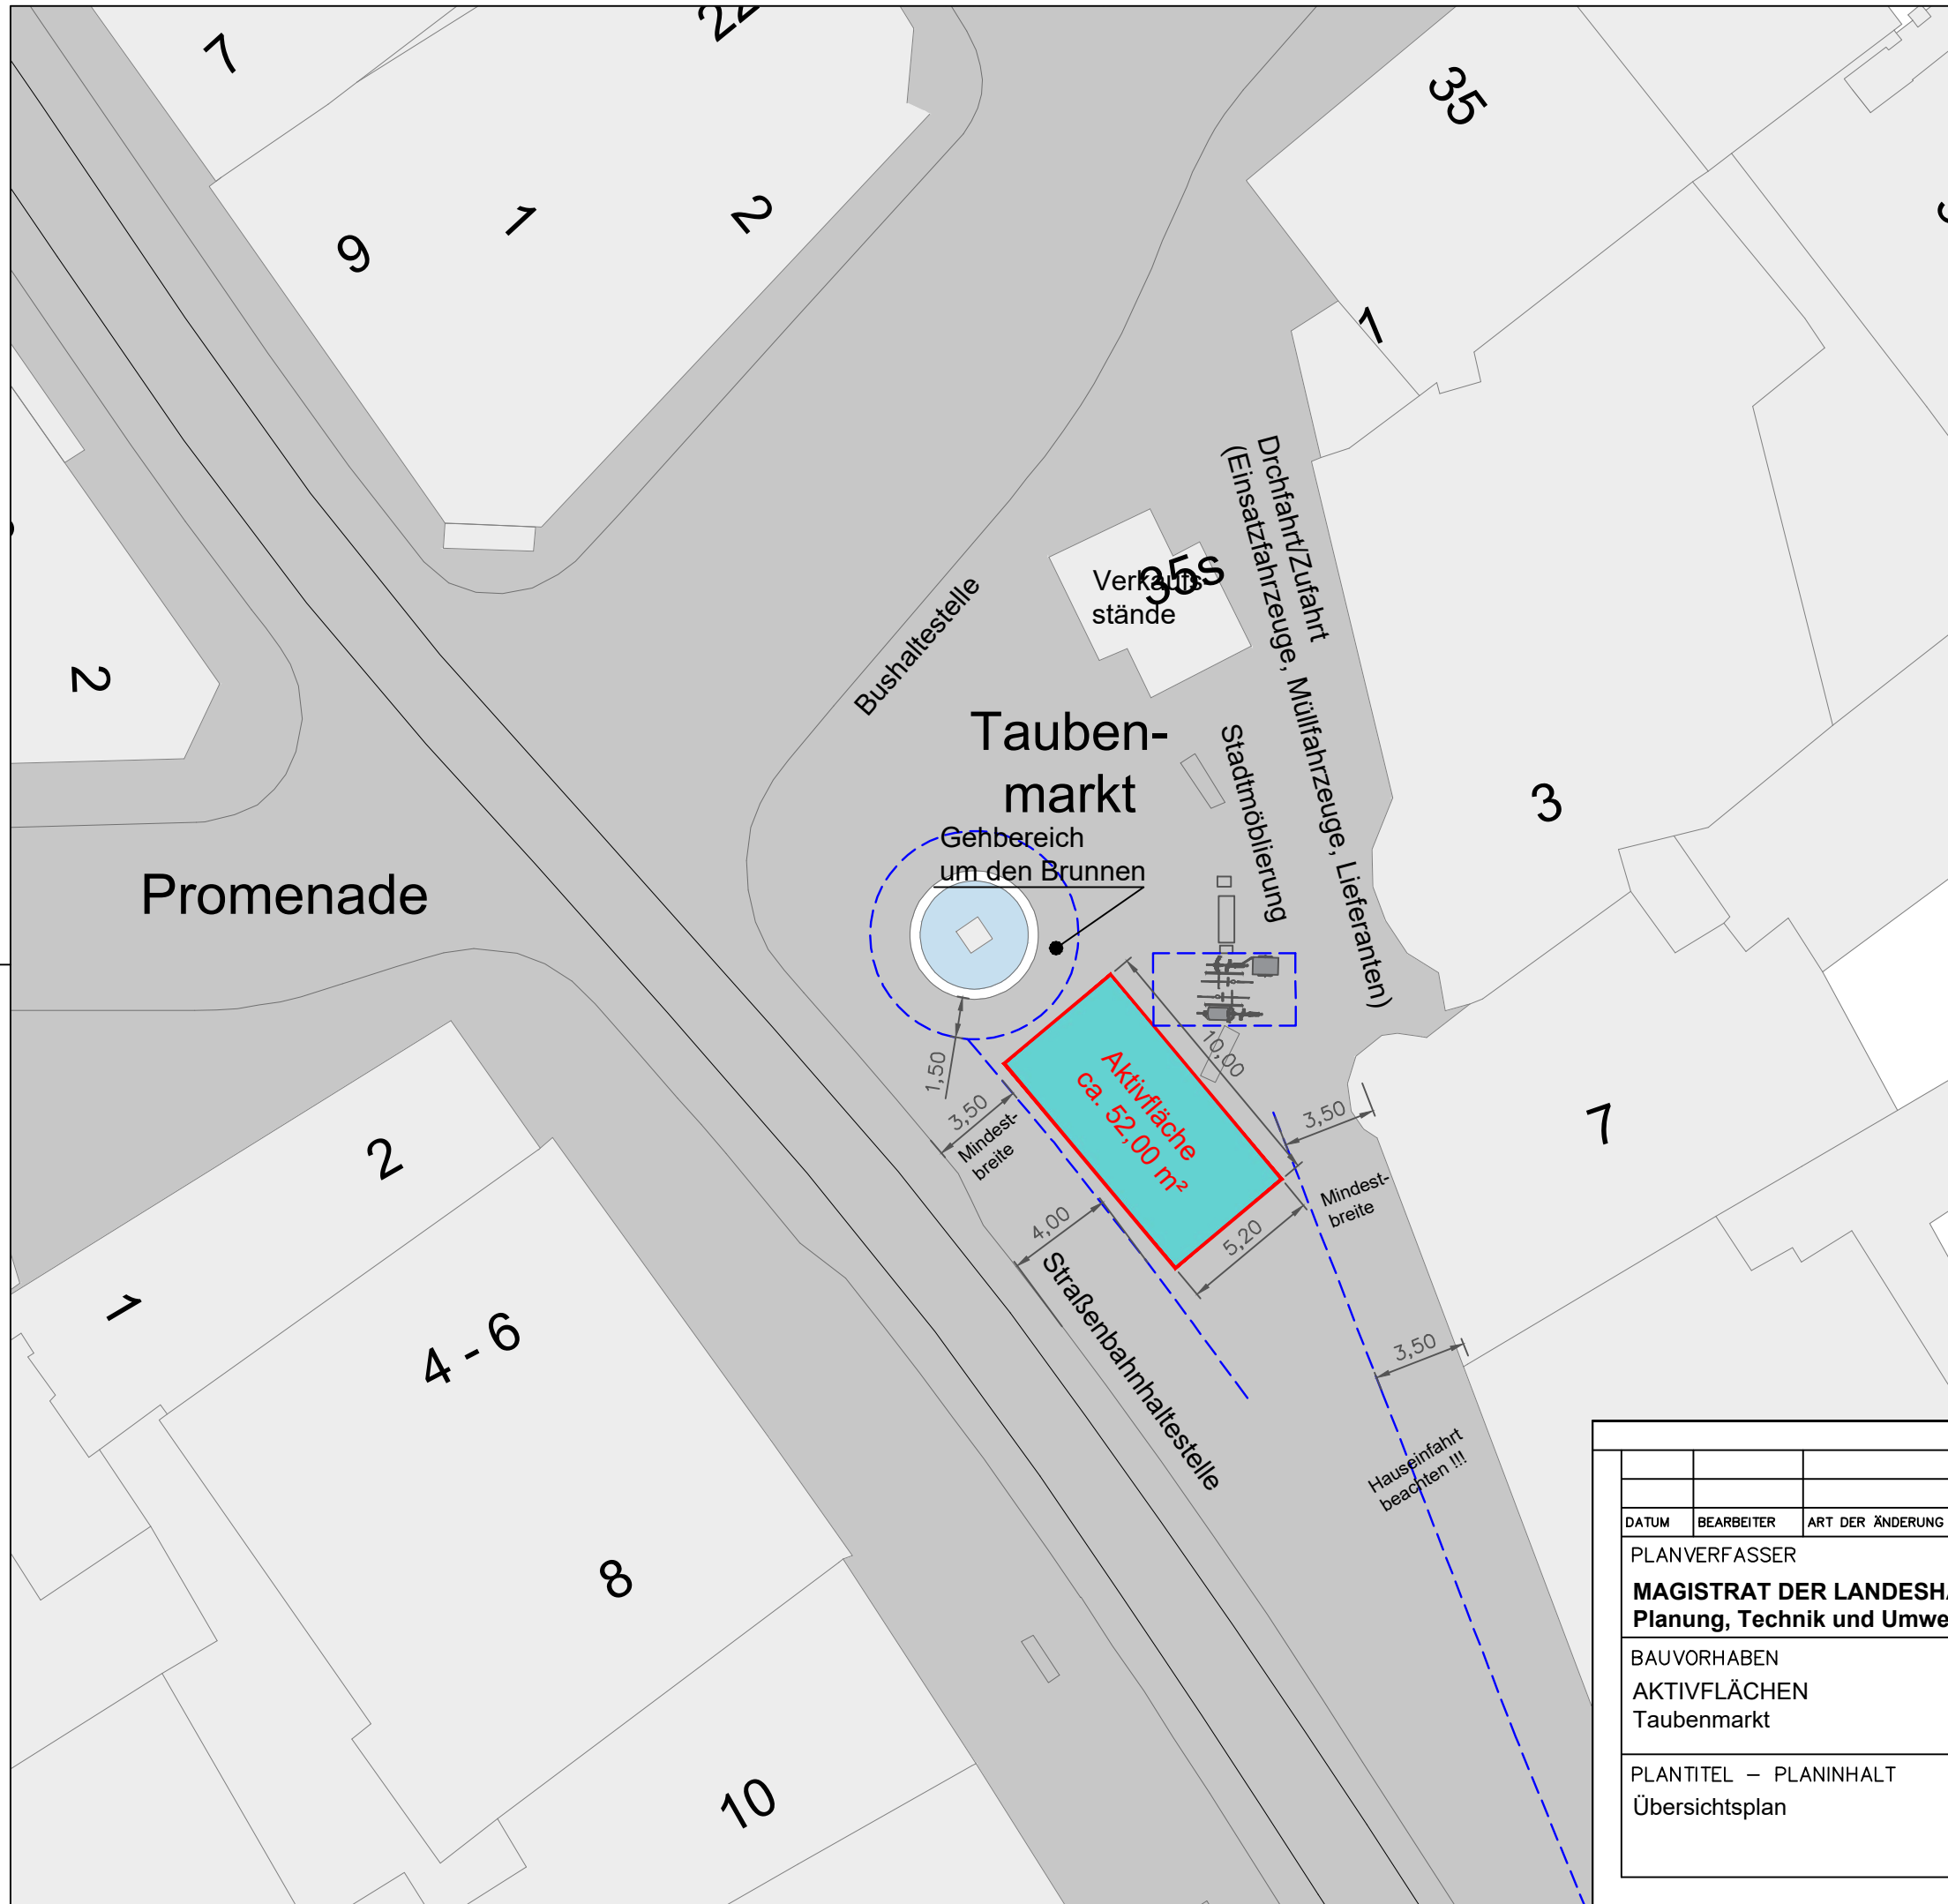 7
22
35
9
1
2
1
Drchfahrt/Zufahrt
(Einsatzfahrzeuge, Müllfahrzeuge, Lieferanten)
35s
Verkaufs
stände
Bushaltestelle
2
Tauben-
markt
Stadtmöblierung
3
Gehbereich
um den Brunnen
Promenade
10,00
1,50
3,50
Mindest-
breite
Aktivfläche
ca. 52,00 m²
3,50
Mindest-
breite
7
2
4,00
5,20
Straßenbahnhaltestelle
1
4 - 6
3,50
Hauseinfahrt
beachten !!!
8
10
DATUM BEARBEITER ART DER ÄNDERUNG
PLANVERFASSER
MAGISTRAT DER
Planung, Technik und
BAUVORHABEN
AKTIVFLÄCHEN
Taubenmarkt
PLANTITEL – PLANINHALT
Übersichtsplan